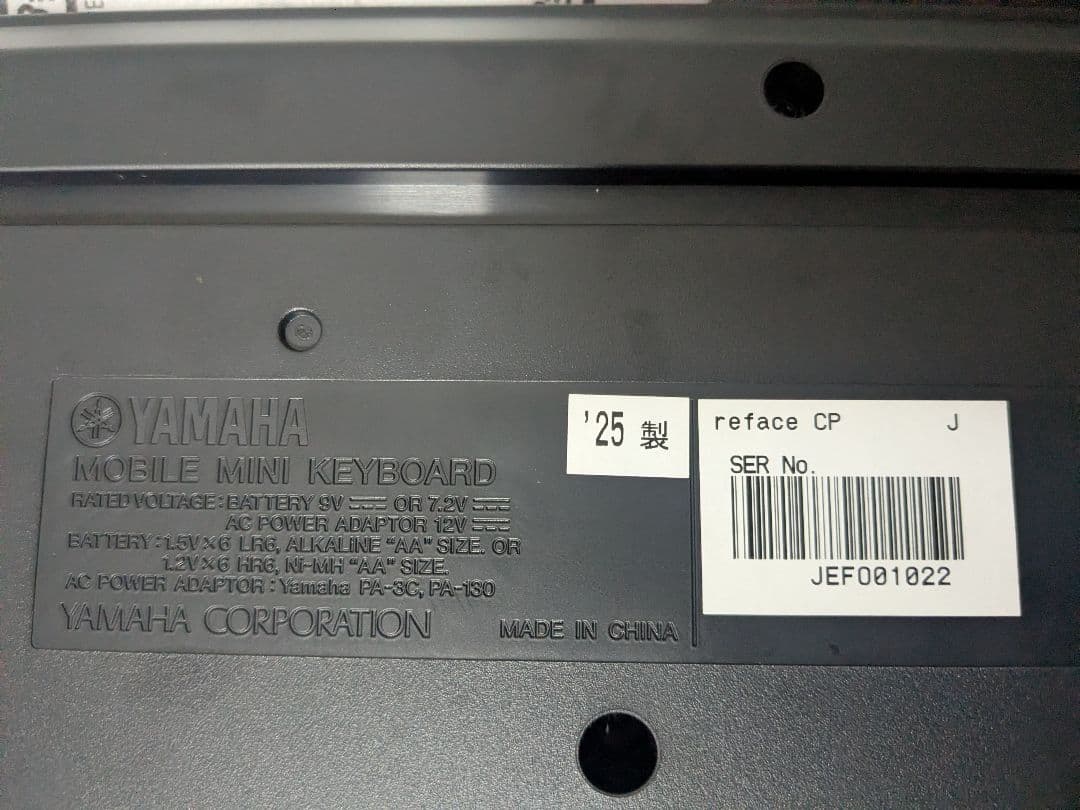 YAMAHA
MOBILE MINI KEYBOARD
RATED VOLTAGE:BATTERY 9V ⎓ OR 7.2V ⎓
AC POWER ADAPTOR 12V ⎓
BATTERY:1.5V×6 LR6, ALKALINE “AA” SIZE. OR
1.2V×6 HR6, Ni-MH “AA” SIZE.
AC POWER ADAPTOR:Yamaha PA-3C, PA-130
YAMAHA CORPORATION
MADE IN CHINA
'25 製
reface CP J
SER No.
JEFO01022